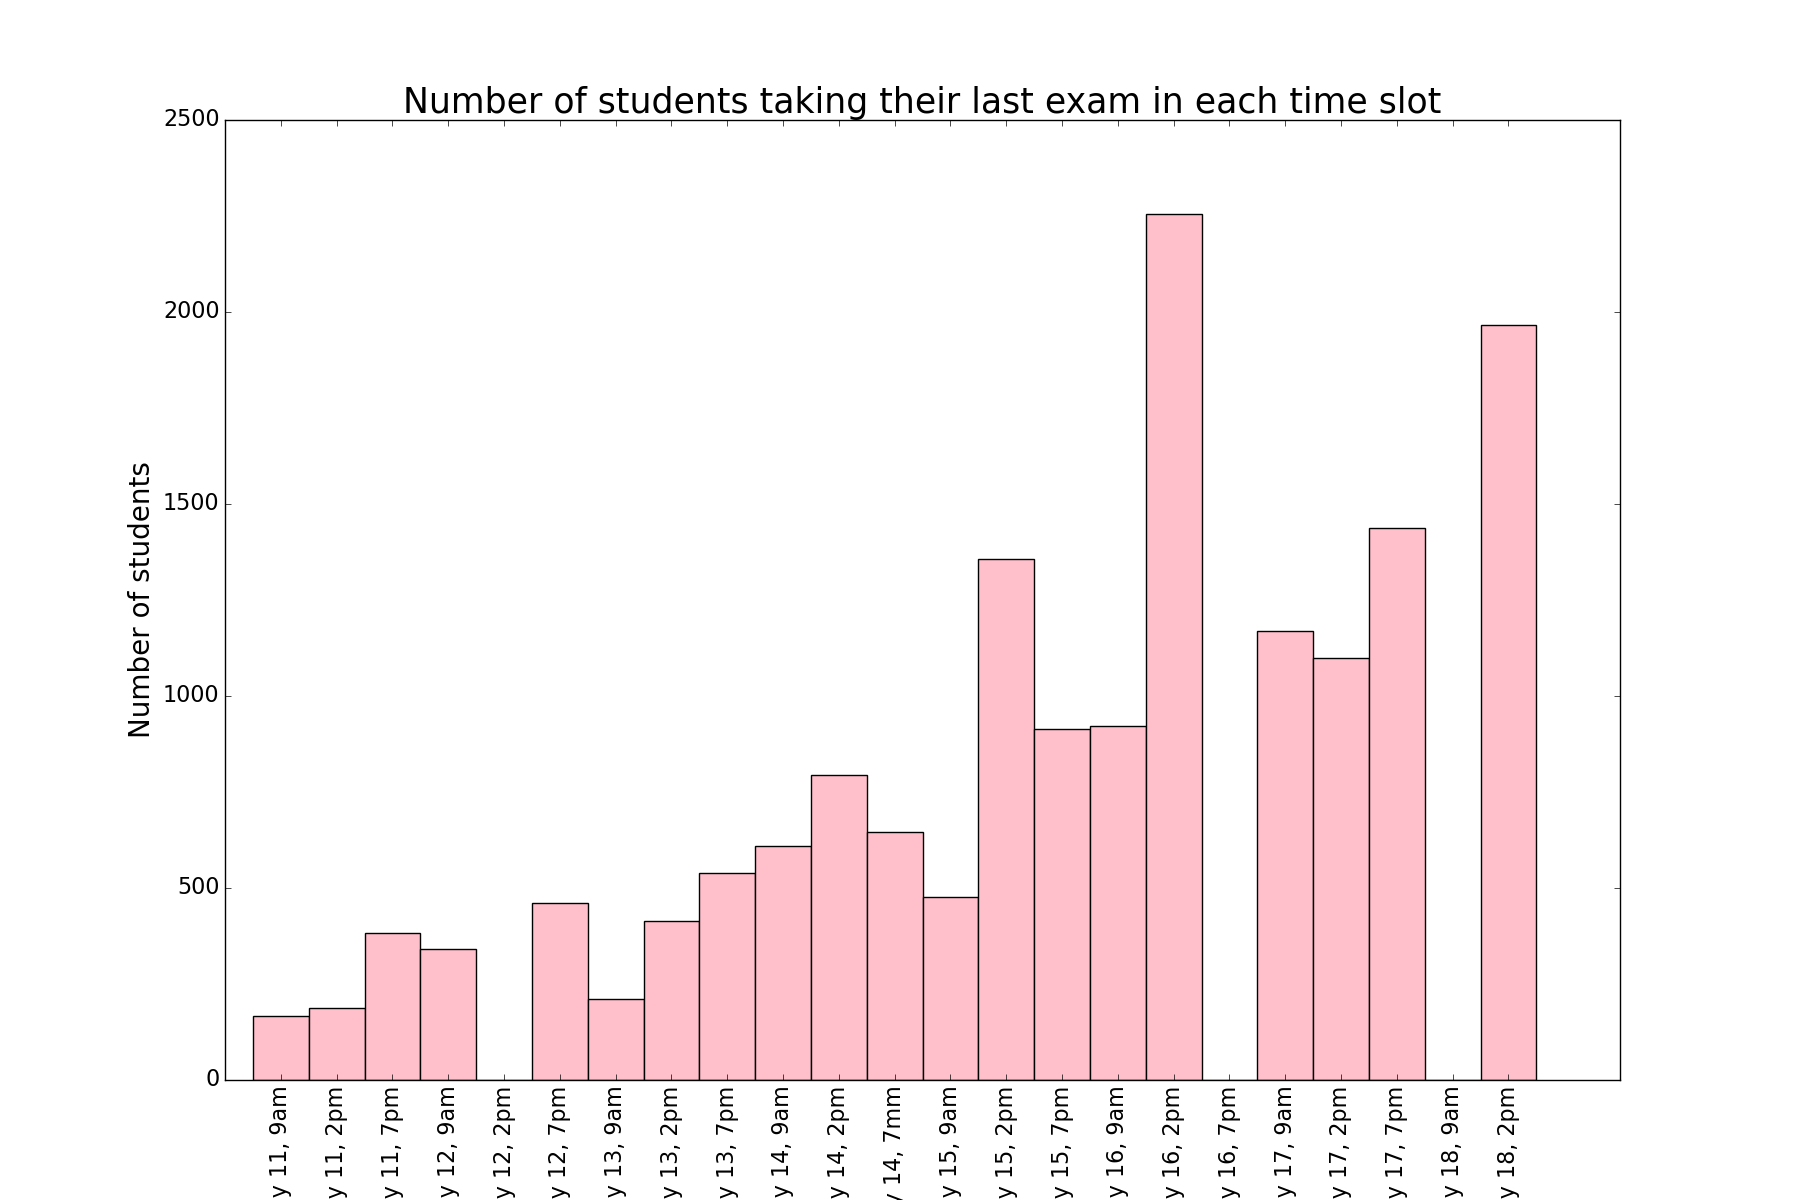 Number of students taking their last exam in each time slot
Number of students
2500
2000
1500
1000
500
0
y 11, 9am
y 11, 2pm
y 11, 7pm
y 12, 9am
y 12, 2pm
y 12, 7pm
y 13, 9am
y 13, 2pm
y 13, 7pm
y 14, 9am
y 14, 2pm
y 14, 7mm
y 15, 9am
y 15, 2pm
y 15, 7pm
y 16, 9am
y 16, 2pm
y 16, 7pm
y 17, 9am
y 17, 2pm
y 17, 7pm
y 18, 9am
y 18, 2pm